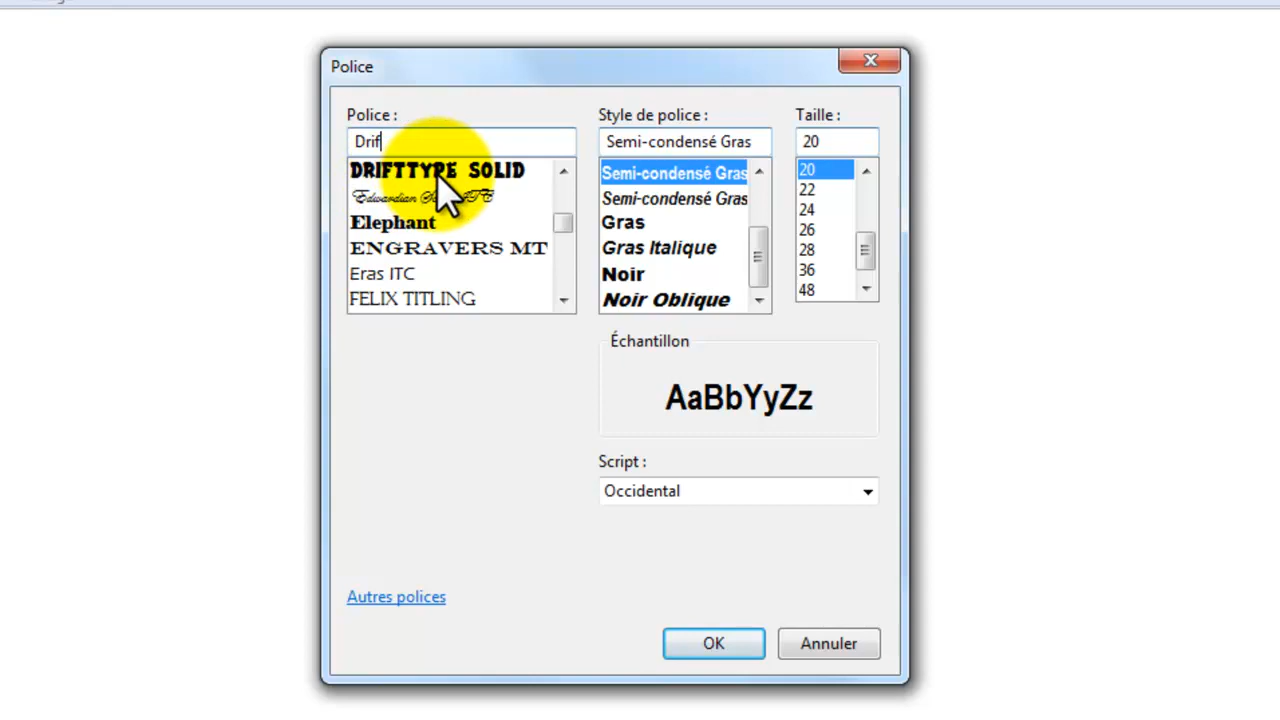 Police
Police :
Style de police :
Taille :
Drif
Semi-condensé Gras
20
DRIFTTYPE SOLID
Edwardian
Elephant
ENGRAVERS MT
Eras ITC
FELIX TITLING
Semi-condensé Gras
Semi-condensé Gras
Gras
Gras Italique
Noir
Noir Oblique
20
22
24
26
28
36
48
Échantillon
AaBbYyZz
Script :
Occidental
Autres polices
OK
Annuler